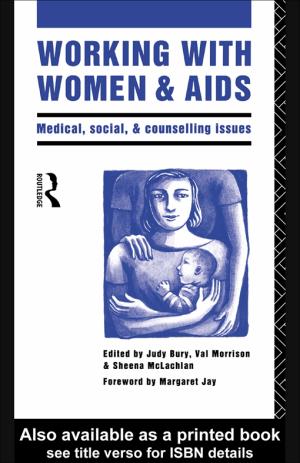 WORKING WITH
WOMEN & AIDS
Medical, social, & counselling issues
ROUTLEDGE
Edited by Judy Bury, Val Morrison
& Sheena McLachlan
Foreword by Margaret Jay
Also available as a printed book
see title verso for ISBN details